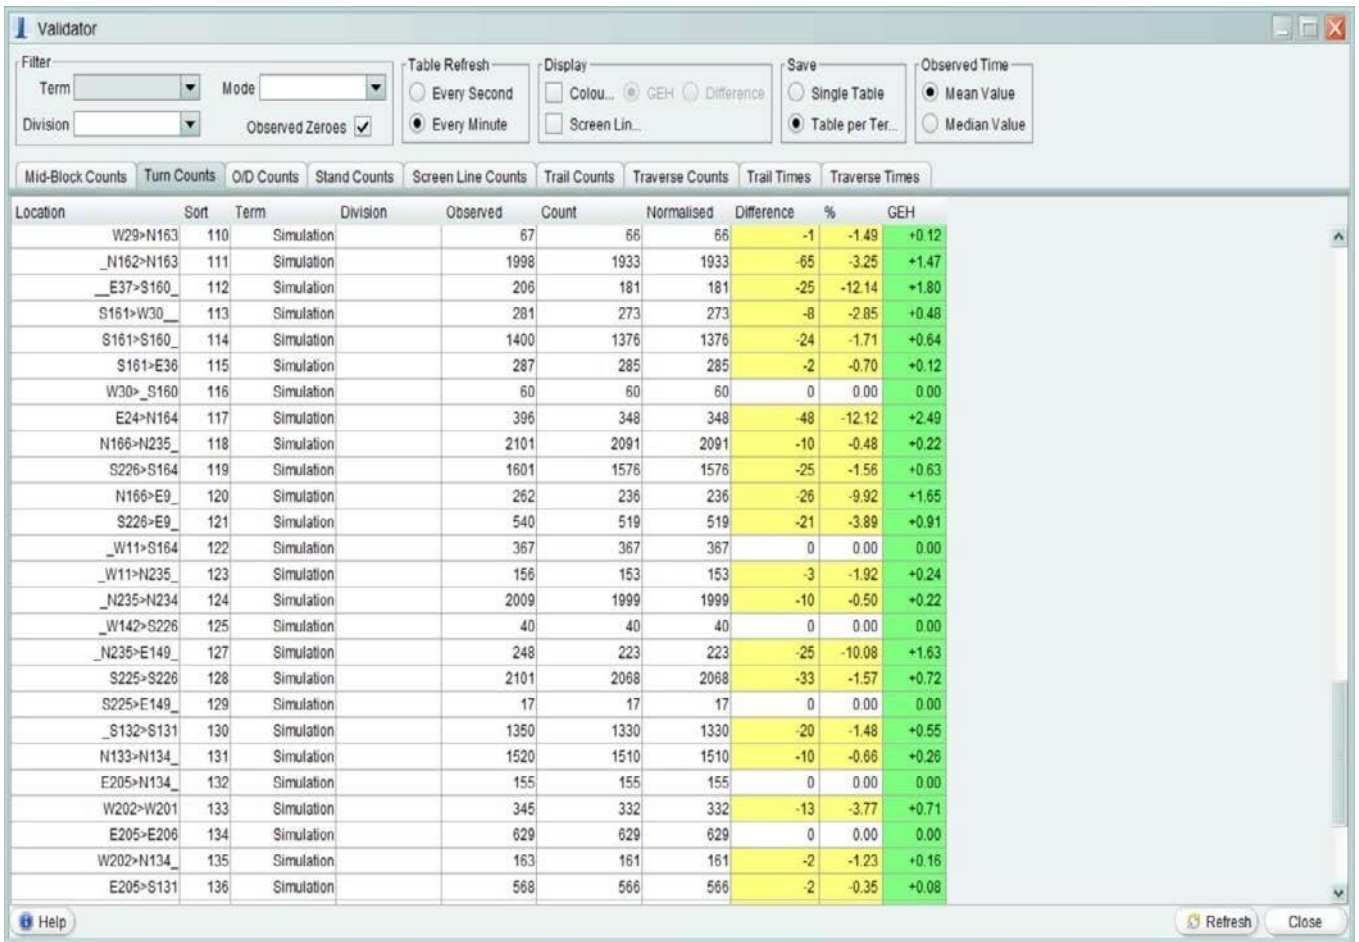 Validator
Filter Table Refresh Display Save Observed Time
Term Mode Every Second Colou... GEH Difference Single Table Mean Value
Division Observed Zeroes Every Minute Screen Lin... Table per Ter... Median Value
Mid-Block Counts Turn Counts O/D Counts Stand Counts Screen Line Counts Trail Counts Traverse Counts Trail Times Traverse Times
Location Sort Term Division Observed Count Normalised Difference % GEH
W29>N163 110 Simulation 67 66 66 -1 -1.49 +0.12
_N162>N163 111 Simulation 1998 1933 1933 -65 -3.25 +1.47
__E37>S160_ 112 Simulation 206 181 181 -25 -12.14 +1.80
S161>W30__ 113 Simulation 281 273 273 -8 -2.85 +0.48
S161>S160_ 114 Simulation 1400 1376 1376 -24 -1.71 +0.64
S161>E36 115 Simulation 287 285 285 -2 -0.70 +0.12
W30>_S160 116 Simulation 60 60 60 0 0.00 0.00
E24>N164 117 Simulation 396 348 348 -48 -12.12 +2.49
N166>N235_ 118 Simulation 2101 2091 2091 -10 -0.48 +0.22
S226>S164 119 Simulation 1601 1576 1576 -25 -1.56 +0.63
N166>E9_ 120 Simulation 262 236 236 -26 -9.92 +1.65
S226>E9_ 121 Simulation 540 519 519 -21 -3.89 +0.91
_W11>S164 122 Simulation 367 367 367 0 0.00 0.00
_W11>N235_ 123 Simulation 156 153 153 -3 -1.92 +0.24
_N235>N234 124 Simulation 2009 1999 1999 -10 -0.50 +0.22
_W142>S226 125 Simulation 40 40 40 0 0.00 0.00
_N235>E149_ 127 Simulation 248 223 223 -25 -10.08 +1.63
S225>S226 128 Simulation 2101 2068 2068 -33 -1.57 +0.72
S225>E149_ 129 Simulation 17 17 17 0 0.00 0.00
_S132>S131 130 Simulation 1350 1330 1330 -20 -1.48 +0.55
N133>N134_ 131 Simulation 1520 1510 1510 -10 -0.66 +0.26
E205>N134_ 132 Simulation 155 155 155 0 0.00 0.00
W202>W201 133 Simulation 345 332 332 -13 -3.77 +0.71
E205>E206 134 Simulation 629 629 629 0 0.00 0.00
W202>N134_ 135 Simulation 163 161 161 -2 -1.23 +0.16
E205>S131 136 Simulation 568 566 566 -2 -0.35 +0.08
Help Refresh Close